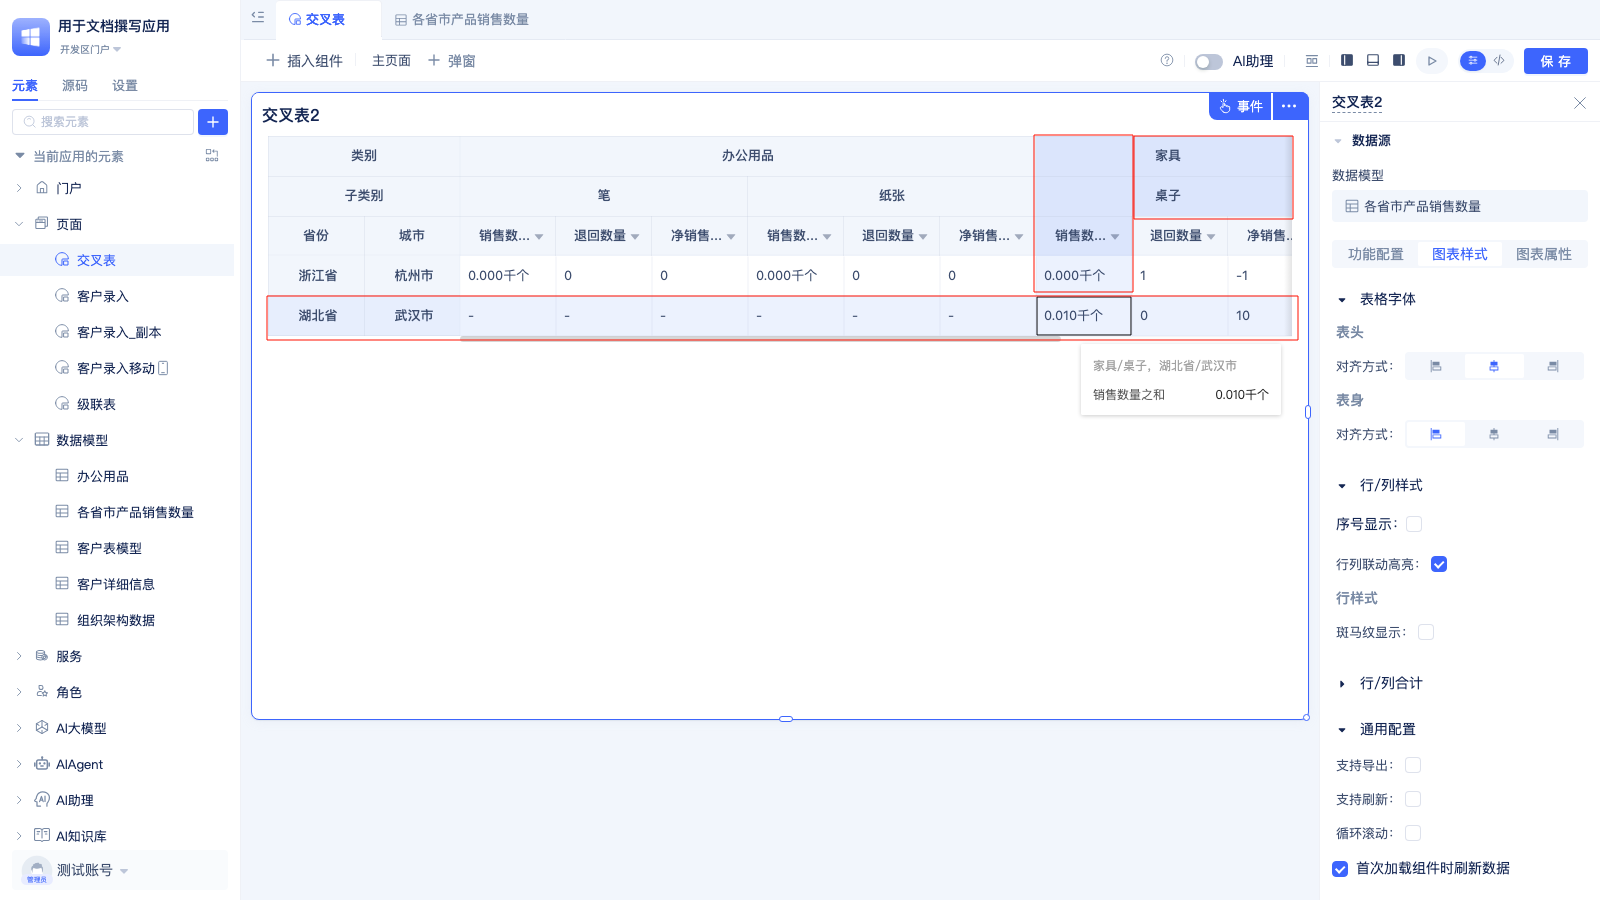 用于文档撰写应用
开发区门户
元素 源码 设置
搜索元素
当前应用的元素
门户
页面
交叉表
客户录入
客户录入_副本
客户录入移动
级联表
数据模型
办公用品
各省市产品销售数量
客户表模型
客户详细信息
组织架构数据
服务
角色
AI大模型
AIAgent
AI助理
AI知识库
测试账号
管理员
交叉表 各省市产品销售数量
插入组件 主页面 弹窗 AI助理 保存
交叉表2 事件
类别 办公用品 家具
子类别 笔 纸张 桌子
省份 城市 销售数... 退回数量 净销售... 销售数... 退回数量 净销售... 销售数... 退回数量 净销售..
浙江省 杭州市 0.000千个 0 0 0.000千个 0 0 0.000千个 1 -1
湖北省 武汉市 - - - - - - 0.010千个 0 10
家具/桌子，湖北省/武汉市
销售数量之和 0.010千个
交叉表2
数据源
数据模型
各省市产品销售数量
功能配置 图表样式 图表属性
表格字体
表头
对齐方式:
表身
对齐方式:
行/列样式
序号显示:
行列联动高亮:
行样式
斑马纹显示:
行/列合计
通用配置
支持导出:
支持刷新:
循环滚动:
首次加载组件时刷新数据